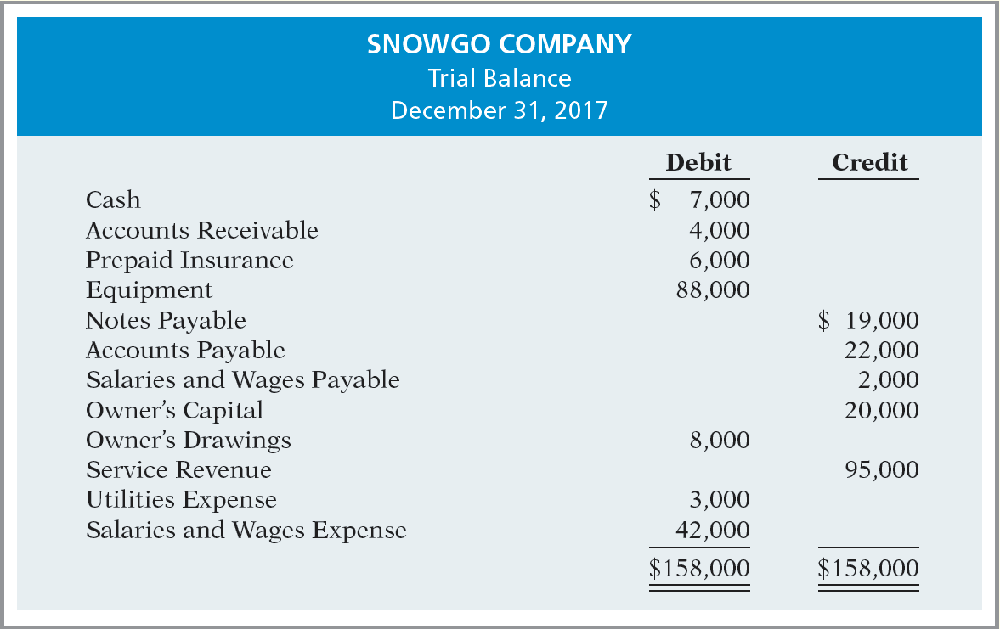 SNOWGO COMPANY
Trial Balance
December 31, 2017
Debit Credit
Cash $ 7,000
Accounts Receivable 4,000
Prepaid Insurance 6,000
Equipment 88,000
Notes Payable $ 19,000
Accounts Payable 22,000
Salaries and Wages Payable 2,000
Owner’s Capital 20,000
Owner’s Drawings 8,000
Service Revenue 95,000
Utilities Expense 3,000
Salaries and Wages Expense 42,000
$158,000 $158,000